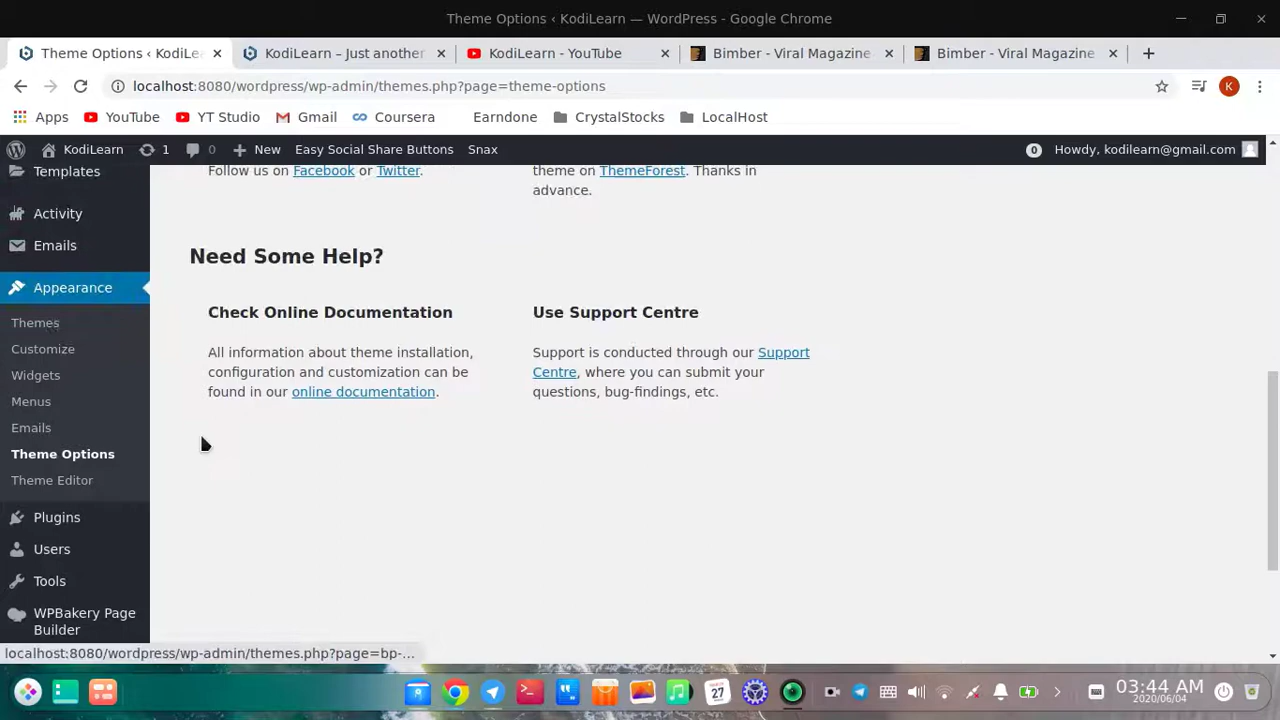 Theme Options ‹ KodiLearn — WordPress - Google Chrome
Theme Options ‹ KodiLe
KodiLearn – Just another
KodiLearn - YouTube
Bimber - Viral Magazine
Bimber - Viral Magazine
localhost:8080/wordpress/wp-admin/themes.php?page=theme-options
K
Apps YouTube YT Studio Gmail Coursera Earndone CrystalStocks LocalHost
KodiLearn 1 0 New Easy Social Share Buttons Snax 0 Howdy, kodilearn@gmail.com
Templates
Activity
Emails
Appearance
Themes
Customize
Widgets
Menus
Emails
Theme Options
Theme Editor
Plugins
Users
Tools
WPBakery Page
Builder
Follow us on Facebook or Twitter.
theme on ThemeForest. Thanks in
advance.
Need Some Help?
Check Online Documentation
All information about theme installation,
configuration and customization can be
found in our online documentation.
Use Support Centre
Support is conducted through our Support
Centre, where you can submit your
questions, bug-findings, etc.
localhost:8080/wordpress/wp-admin/themes.php?page=bp-...
27
03:44 AM
2020/06/04